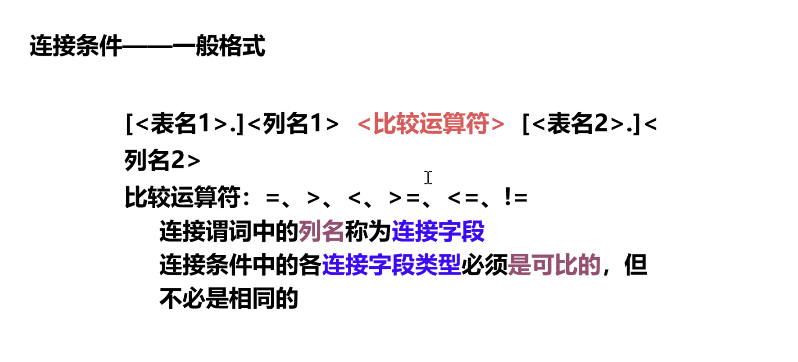 连接条件——一般格式
[<表名1>.]<列名1> <比较运算符> [<表名2>.]<
列名2>
比较运算符：=、>、<、>=、<=、!=
连接谓词中的列名称为连接字段
连接条件中的各连接字段类型必须是可比的，但
不必是相同的